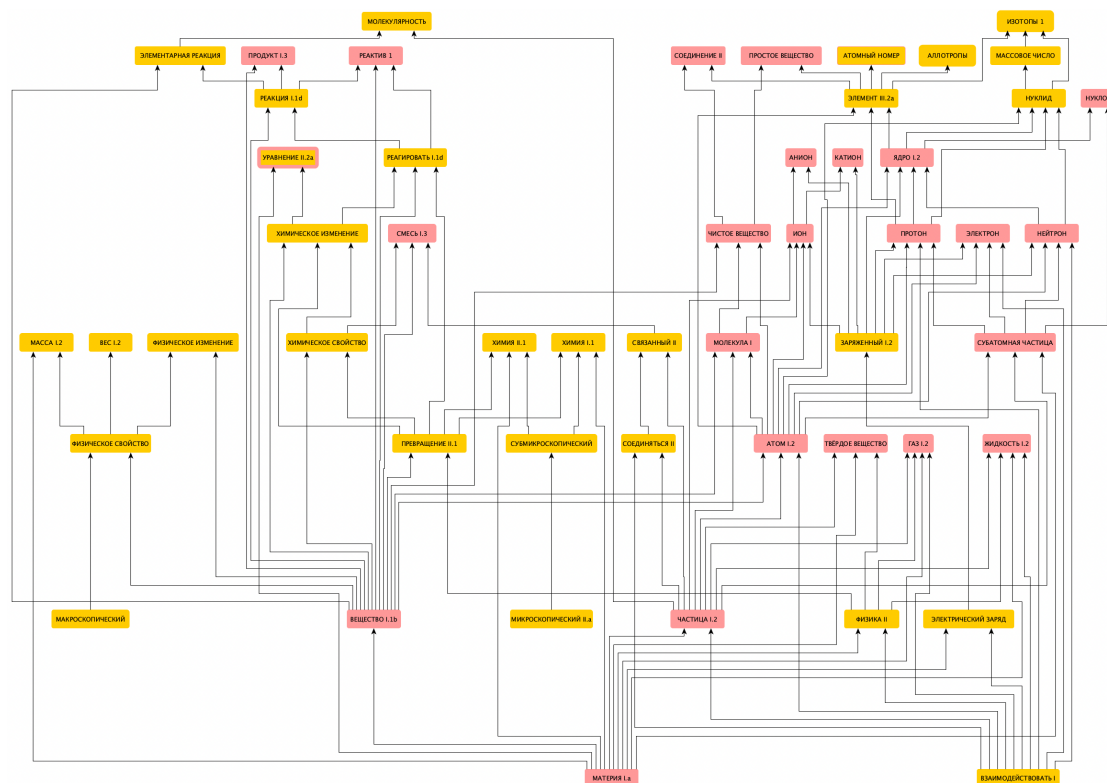 МОЛЕКУЛЯРНОСТЬ
ИЗОТОПЫ 1
ЭЛЕМЕНТАРНАЯ РЕАКЦИЯ
ПРОДУКТ I.3
РЕАКТИВ 1
СОЕДИНЕНИЕ II
ПРОСТОЕ ВЕЩЕСТВО
АТОМНЫЙ НОМЕР
АЛЛОТРОПЫ
МАССОВОЕ ЧИСЛО
РЕАКЦИЯ I.1d
ЭЛЕМЕНТ III.2a
НУКЛИД
НУКЛО
УРАВНЕНИЕ II.2a
РЕАГИРОВАТЬ I.1d
АНИОН
КАТИОН
ЯДРО I.2
ХИМИЧЕСКОЕ ИЗМЕНЕНИЕ
СМЕСЬ I.3
ЧИСТОЕ ВЕЩЕСТВО
ИОН
ПРОТОН
ЭЛЕКТРОН
НЕЙТРОН
МАССА I.2
ВЕС I.2
ФИЗИЧЕСКОЕ ИЗМЕНЕНИЕ
ХИМИЧЕСКОЕ СВОЙСТВО
ХИМИЯ II.1
ХИМИЯ I.1
СВЯЗАННЫЙ II
МОЛЕКУЛА I
ЗАРЯЖЕННЫЙ I.2
СУБАТОМНАЯ ЧАСТИЦА
ФИЗИЧЕСКОЕ СВОЙСТВО
ПРЕВРАЩЕНИЕ II.1
СУБМИКРОСКОПИЧЕСКИЙ
СОЕДИНЯТЬСЯ II
АТОМ I.2
ТВЁРДОЕ ВЕЩЕСТВО
ГАЗ I.2
ЖИДКОСТЬ I.2
МАКРОСКОПИЧЕСКИЙ
ВЕЩЕСТВО I.1b
МИКРОСКОПИЧЕСКИЙ II.a
ЧАСТИЦА I.2
ФИЗИКА II
ЭЛЕКТРИЧЕСКИЙ ЗАРЯД
МАТЕРИЯ I.a
ВЗАИМОДЕЙСТВОВАТЬ I